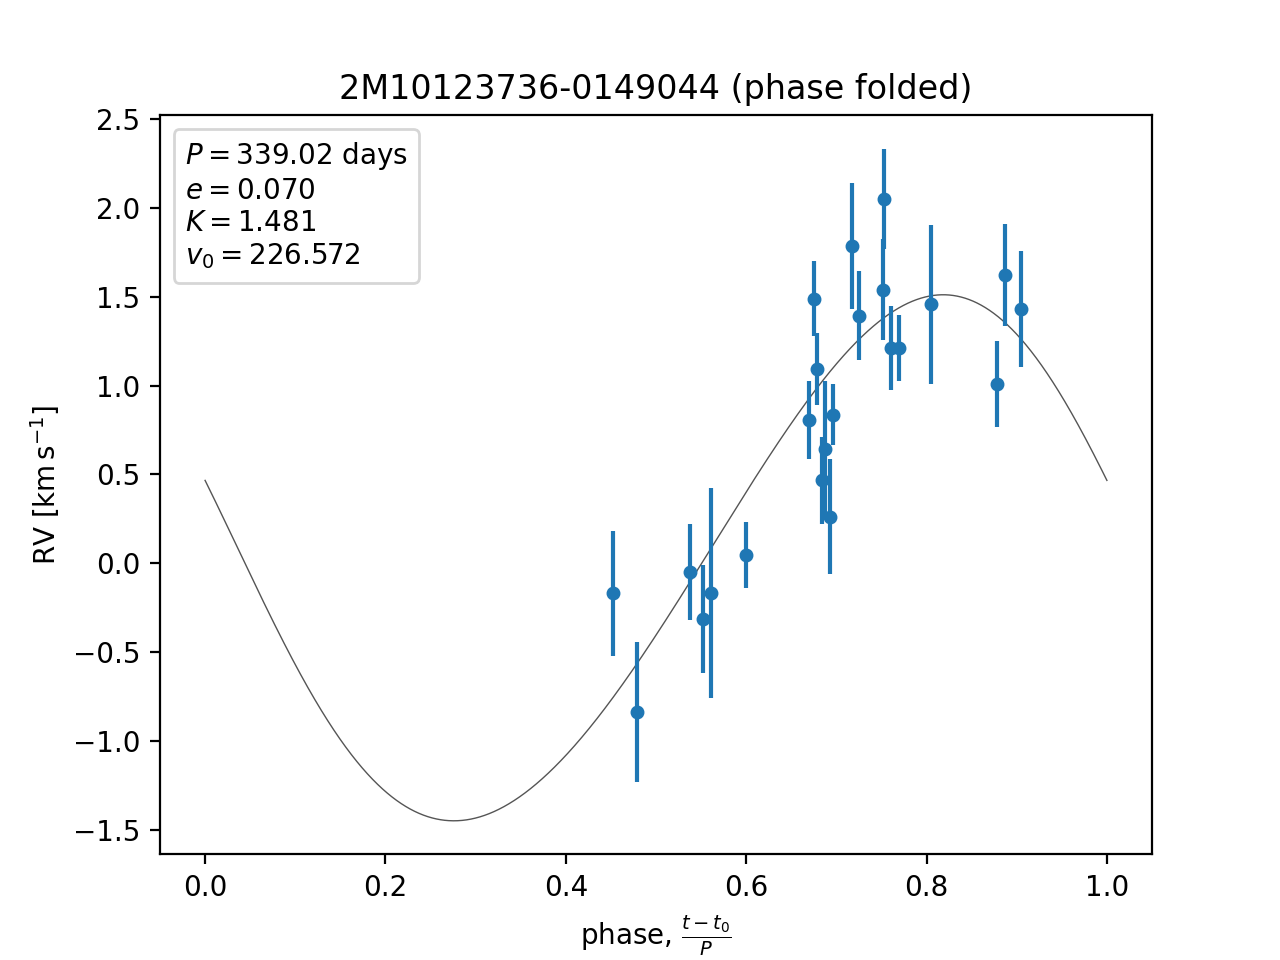 2M10123736-0149044 (phase folded)
P = 339.02 days
e = 0.070
K = 1.481
v₀ = 226.572
2.5
2.0
1.5
1.0
0.5
0.0
−0.5
−1.0
−1.5
RV [km s⁻¹]
0.0 0.2 0.4 0.6 0.8 1.0
phase, (t − t₀)/P